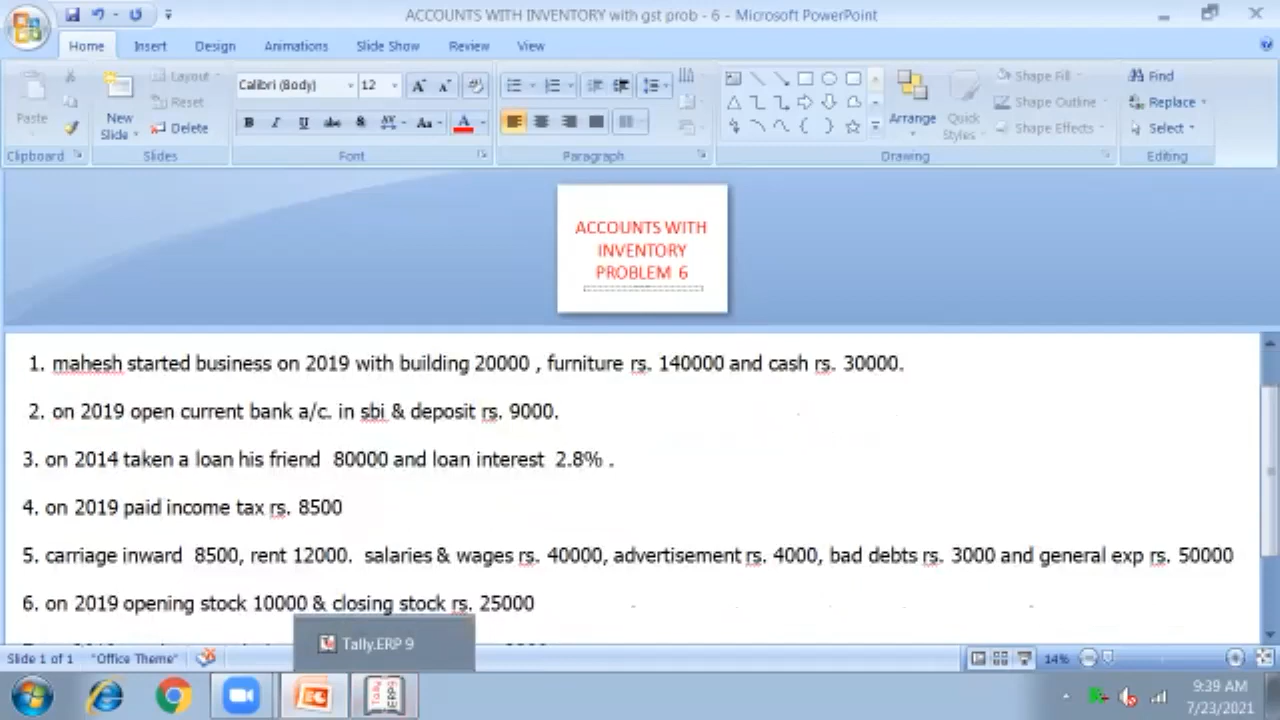 ACCOUNTS WITH INVENTORY with gst prob - 6 - Microsoft PowerPoint
Home Insert Design Animations Slide Show Review View
Paste New Slide Layout Reset Delete
Calibri (Body) 12
Arrange Quick Styles Shape Fill Shape Outline Shape Effects
Find Replace Select
Clipboard Slides Font Paragraph Drawing Editing
ACCOUNTS WITH
INVENTORY
PROBLEM 6
1. mahesh started business on 2019 with building 20000 , furniture rs. 140000 and cash rs. 30000.
2. on 2019 open current bank a/c. in sbi & deposit rs. 9000.
3. on 2014 taken a loan his friend 80000 and loan interest 2.8% .
4. on 2019 paid income tax rs. 8500
5. carriage inward 8500, rent 12000. salaries & wages rs. 40000, advertisement rs. 4000, bad debts rs. 3000 and general exp rs. 50000
6. on 2019 opening stock 10000 & closing stock rs. 25000
Tally.ERP 9
Slide 1 of 1 "Office Theme" 14%
9:39 AM
7/23/2021